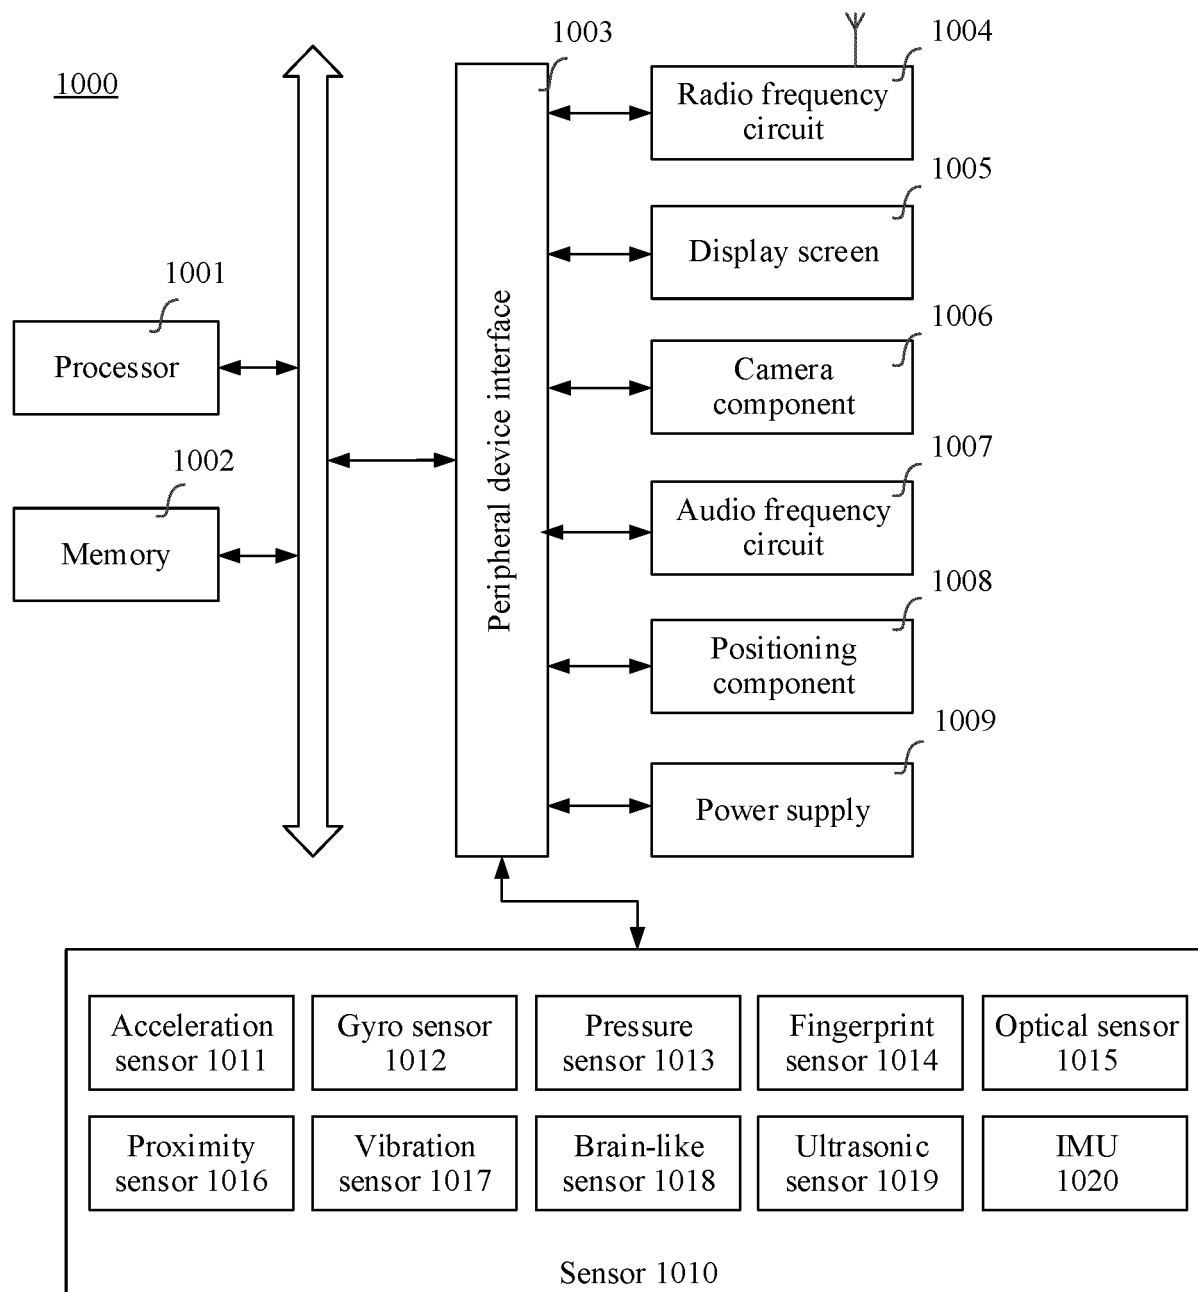 1000
1003
1004
Radio frequency
circuit
1005
Display screen
1001
Processor
1006
Camera
component
1002
Memory
Peripheral device interface
1007
Audio frequency
circuit
1008
Positioning
component
1009
Power supply
Acceleration
sensor 1011
Gyro sensor
1012
Pressure
sensor 1013
Fingerprint
sensor 1014
Optical sensor
1015
Proximity
sensor 1016
Vibration
sensor 1017
Brain-like
sensor 1018
Ultrasonic
sensor 1019
IMU
1020
Sensor 1010